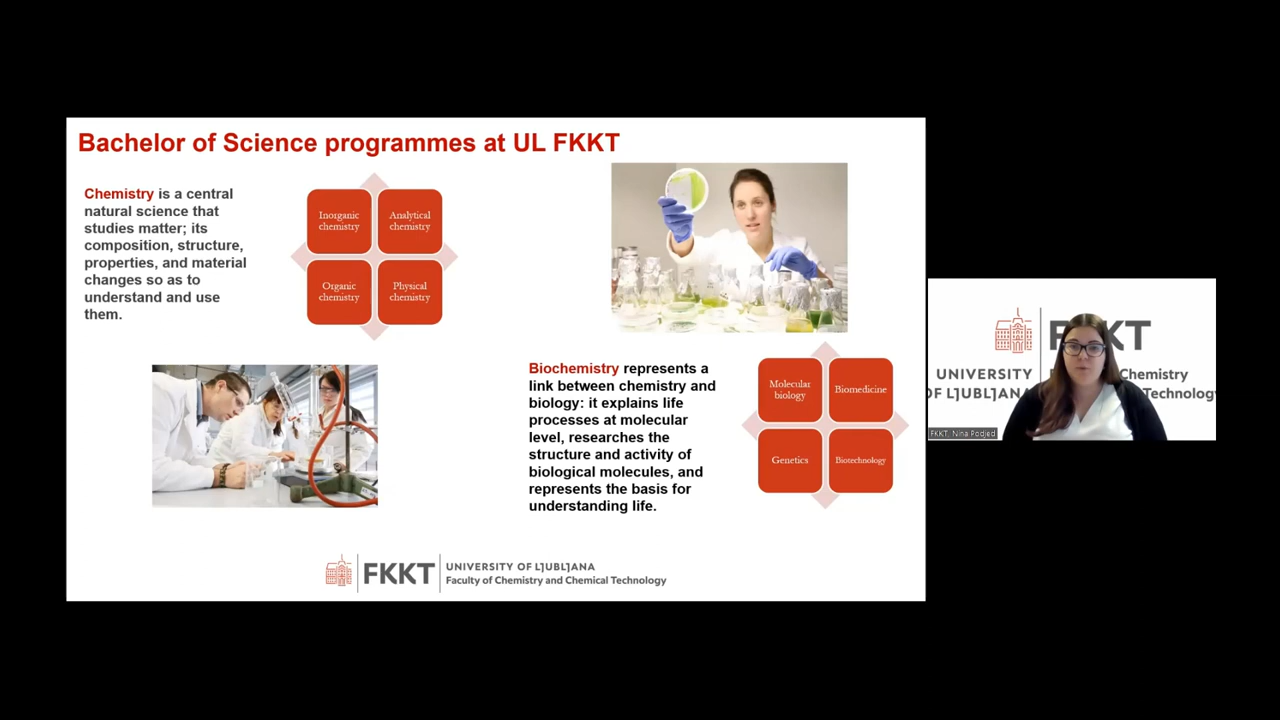 Bachelor of Science programmes at UL FKKT
Chemistry is a central
natural science that
studies matter; its
composition, structure,
properties, and material
changes so as to
understand and use
them.
Inorganic
chemistry
Analytical
chemistry
Organic
chemistry
Physical
chemistry
Biochemistry represents a
link between chemistry and
biology: it explains life
processes at molecular
level, researches the
structure and activity of
biological molecules, and
represents the basis for
understanding life.
Molecular
biology
Biomedicine
Genetics
Biotechnology
FKKT
UNIVERSITY OF LJUBLJANA
Faculty of Chemistry and Chemical Technology
UNIVERSITY
Chemistry
FKKT, Nina Podjed